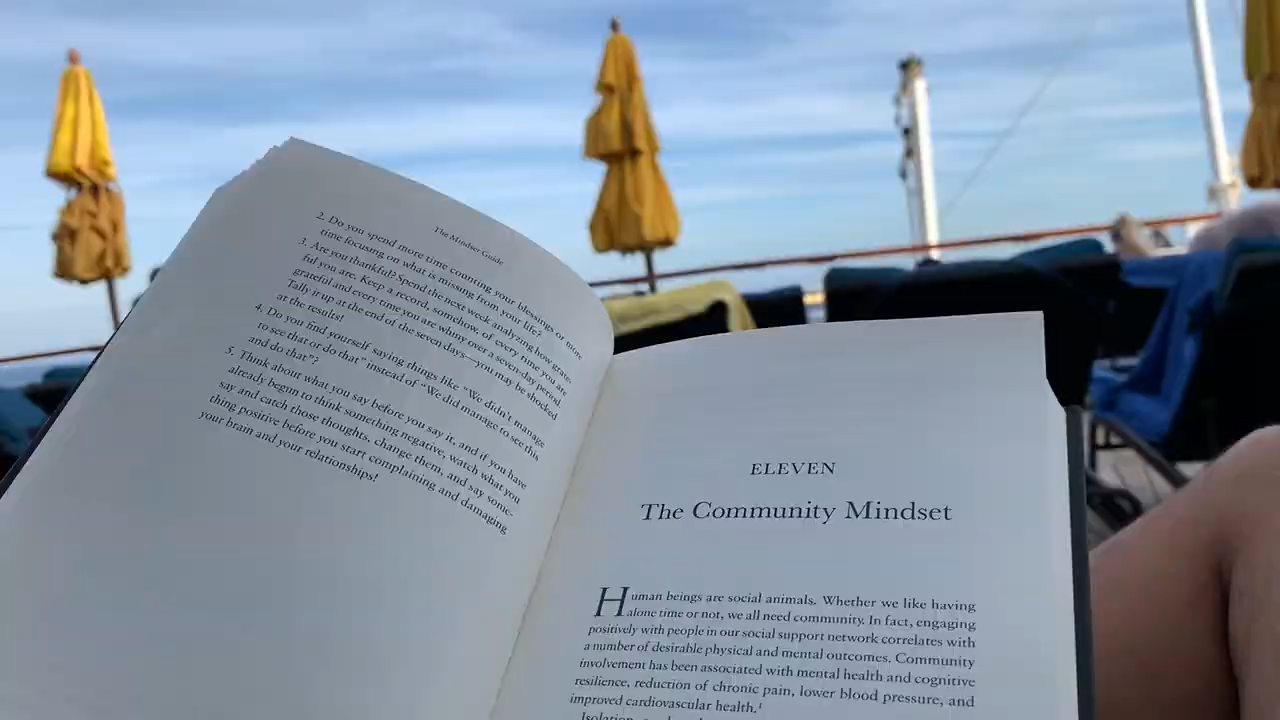 The Mindset Guide
2. Do you spend more time counting your blessings or more
time focusing on what is missing from your life?
3. Are you thankful? Spend the next week analyzing how grate-
ful you are. Keep a record, somehow, of every time you are
grateful and every time you are whiny over a seven-day period.
Tally it up at the end of the seven days—you may be shocked
at the results!
4. Do you find yourself saying things like "We didn't manage
to see that or do that" instead of "We did manage to see this
and do that"?
5. Think about what you say before you say it, and if you have
already begun to think something negative, watch what you
say and catch those thoughts, change them, and say some-
thing positive before you start complaining and damaging
your brain and your relationships!
ELEVEN
The Community Mindset
Human beings are social animals. Whether we like having
alone time or not, we all need community. In fact, engaging
positively with people in our social support network correlates with
a number of desirable physical and mental outcomes. Community
involvement has been associated with mental health and cognitive
resilience, reduction of chronic pain, lower blood pressure, and
improved cardiovascular health.¹